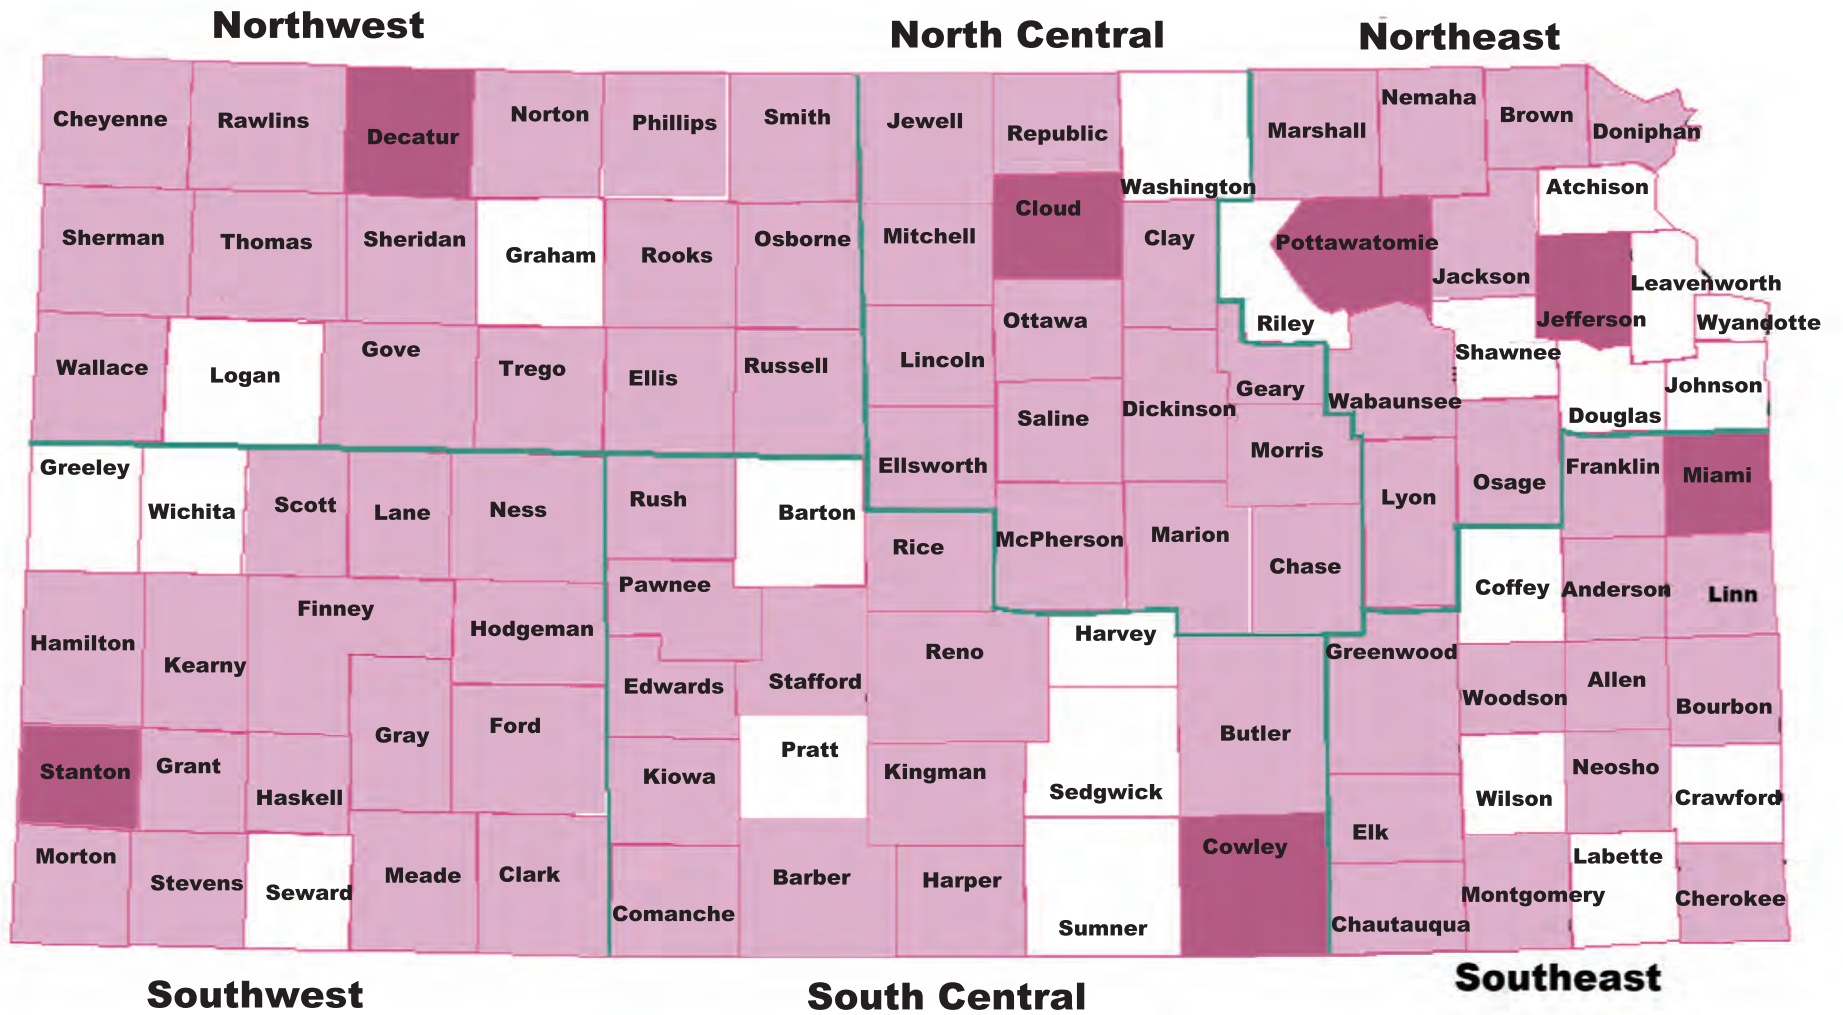 Northwest
North Central
Northeast
Cheyenne
Rawlins
Decatur
Norton
Phillips
Smith
Jewell
Republic
Washington
Marshall
Nemaha
Brown
Doniphan
Sherman
Thomas
Sheridan
Graham
Rooks
Osborne
Mitchell
Cloud
Clay
Riley
Pottawatomie
Jackson
Atchison
Jefferson
Leavenworth
Wyandotte
Wallace
Logan
Gove
Trego
Ellis
Russell
Lincoln
Ottawa
Saline
Dickinson
Geary
Wabaunsee
Shawnee
Douglas
Johnson
Ellsworth
Morris
Greeley
Wichita
Scott
Lane
Ness
Rush
Barton
Rice
McPherson
Marion
Chase
Lyon
Osage
Franklin
Miami
Hamilton
Kearny
Finney
Hodgeman
Pawnee
Edwards
Stafford
Reno
Harvey
Greenwood
Coffey
Anderson
Linn
Gray
Ford
Woodson
Allen
Bourbon
Stanton
Grant
Haskell
Kiowa
Pratt
Kingman
Sedgwick
Butler
Elk
Wilson
Neosho
Crawford
Morton
Stevens
Seward
Meade
Clark
Comanche
Barber
Harper
Sumner
Cowley
Chautauqua
Montgomery
Labette
Cherokee
Southwest
South Central
Southeast